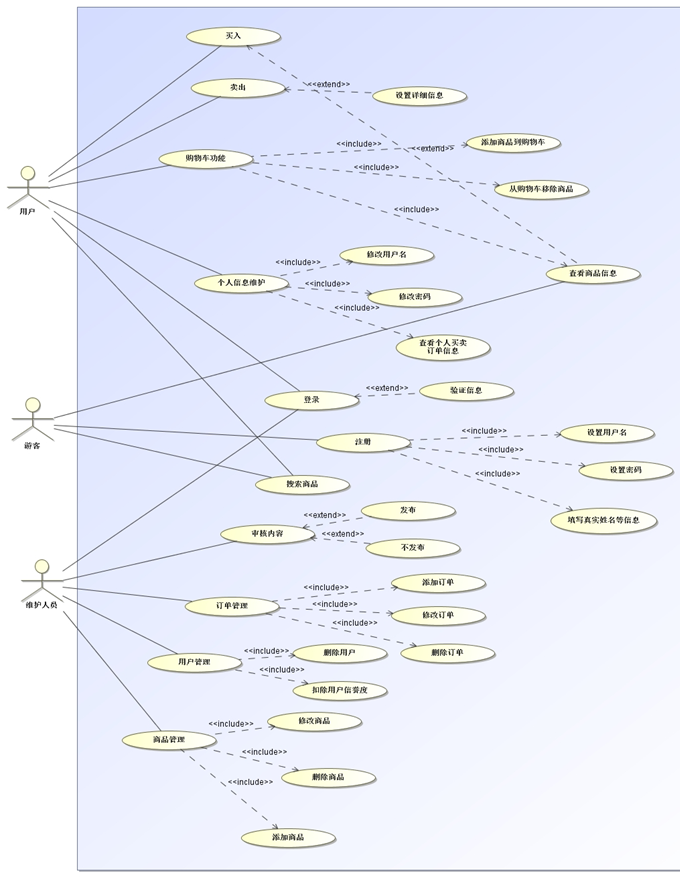 买入
卖出
<<extend>>
设置详细信息
购物车功能
<<include>>
添加商品到购物车
<<extend>>
<<include>>
从购物车移除商品
用户
<<include>>
<<include>>
修改用户名
查看商品信息
个人信息维护
<<include>>
修改密码
<<include>>
查看个人买卖
订单信息
登录
<<extend>>
验证信息
游客
注册
<<include>>
设置用户名
<<include>>
设置密码
<<include>>
搜索商品
填写真实姓名等信息
发布
<<extend>>
审核内容
<<extend>>
不发布
维护人员
<<include>>
添加订单
订单管理
<<include>>
修改订单
<<include>>
删除订单
用户管理
<<include>>
删除用户
<<include>>
扣除用户信誉度
<<include>>
修改商品
商品管理
<<include>>
删除商品
<<include>>
添加商品